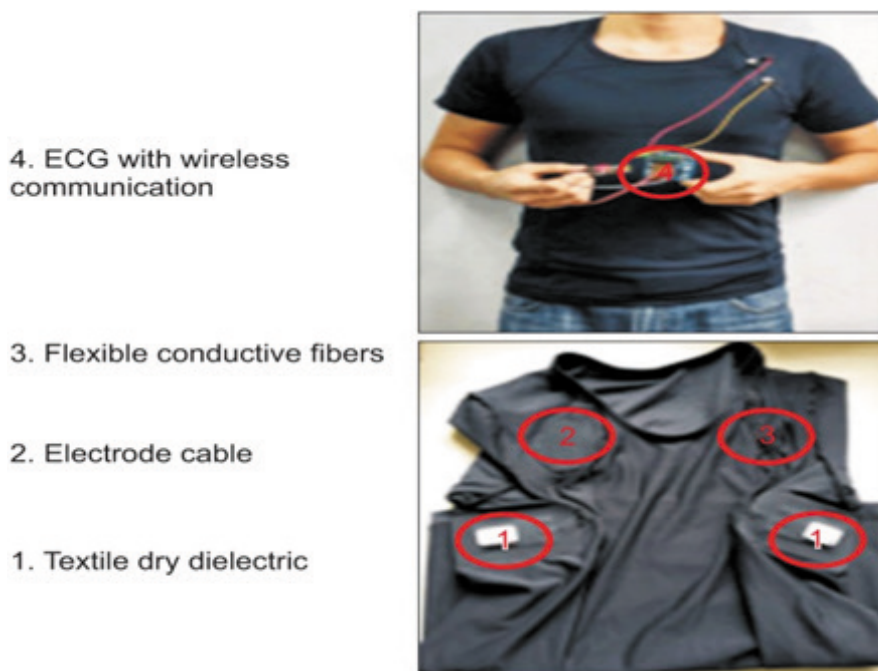 4. ECG with wireless
communication
4
3. Flexible conductive fibers
2 3
2. Electrode cable
1 1
1. Textile dry dielectric